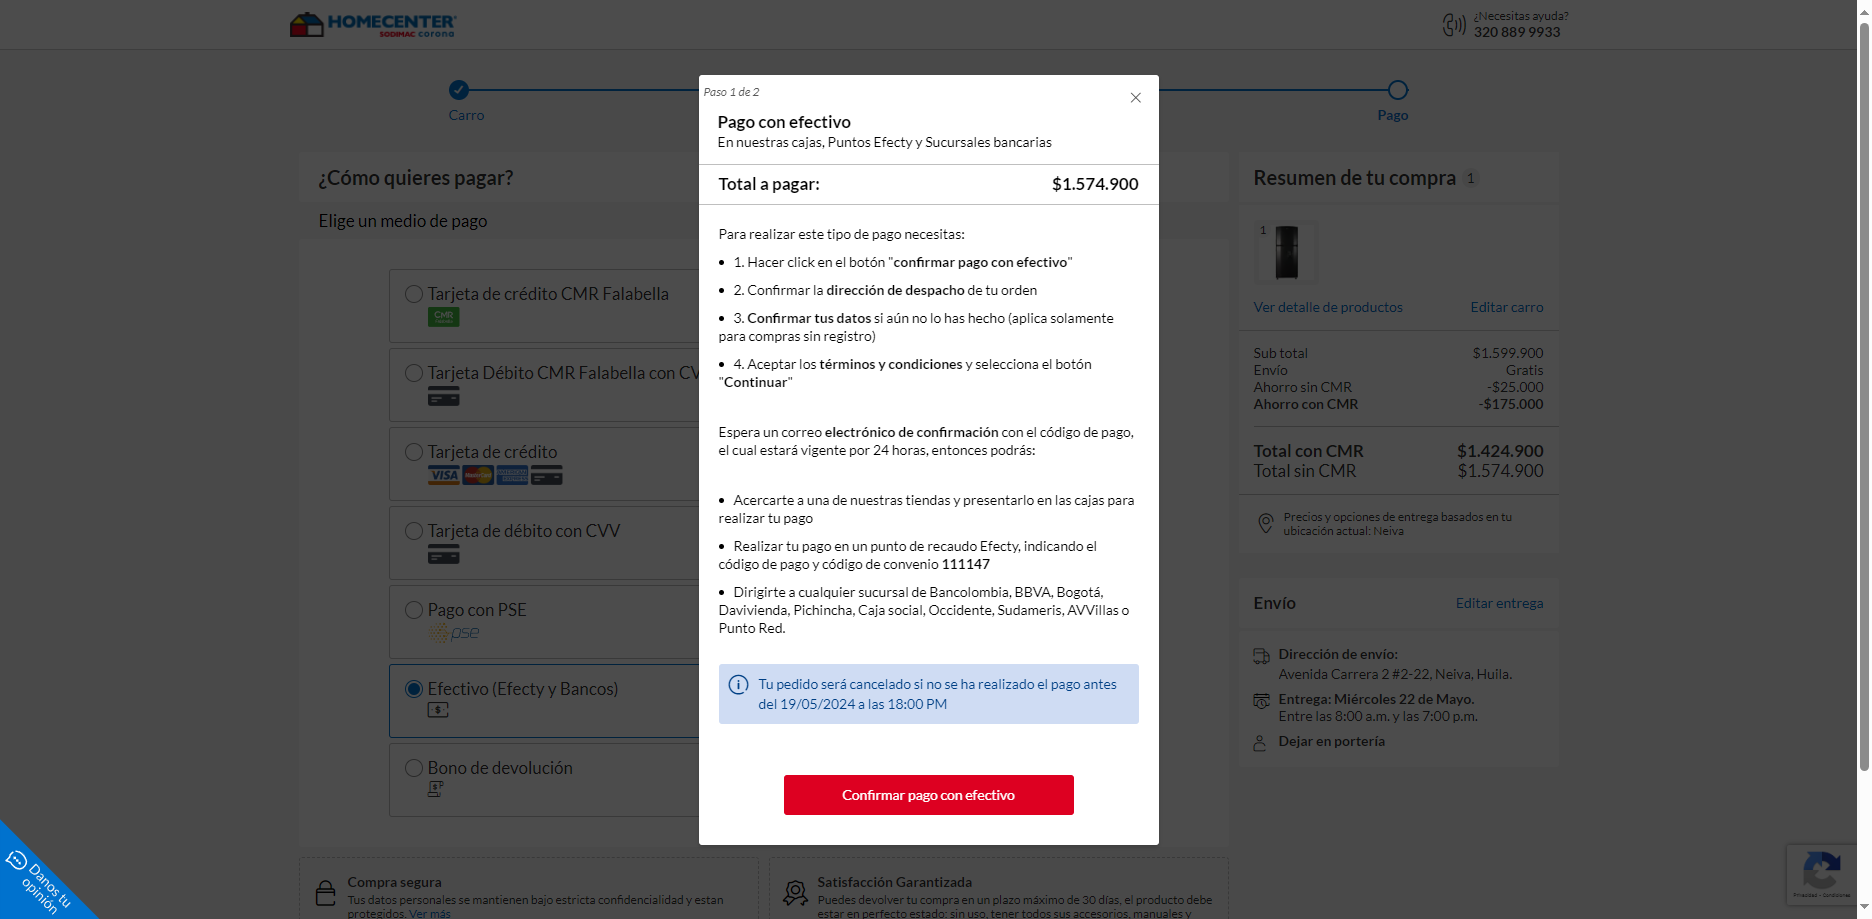 HOMECENTER
SODIMAC corona
¿Necesitas ayuda?
320 889 9933
Carro
Pago
¿Cómo quieres pagar?
Elige un medio de pago
Tarjeta de crédito CMR Falabella
CMR
Tarjeta Débito CMR Falabella con CV
Tarjeta de crédito
VISA
Tarjeta de débito con CVV
Pago con PSE
pse
Efectivo (Efecty y Bancos)
Bono de devolución
Paso 1 de 2
Pago con efectivo
En nuestras cajas, Puntos Efecty y Sucursales bancarias
Total a pagar: $1.574.900
Para realizar este tipo de pago necesitas:
• 1. Hacer click en el botón "confirmar pago con efectivo"
• 2. Confirmar la dirección de despacho de tu orden
• 3. Confirmar tus datos si aún no lo has hecho (aplica solamente
para compras sin registro)
• 4. Aceptar los términos y condiciones y selecciona el botón
"Continuar"
Espera un correo electrónico de confirmación con el código de pago,
el cual estará vigente por 24 horas, entonces podrás:
• Acercarte a una de nuestras tiendas y presentarlo en las cajas para
realizar tu pago
• Realizar tu pago en un punto de recaudo Efecty, indicando el
código de pago y código de convenio 111147
• Dirigirte a cualquier sucursal de Bancolombia, BBVA, Bogotá,
Davivienda, Pichincha, Caja social, Occidente, Sudameris, AVVillas o
Punto Red.
Tu pedido será cancelado si no se ha realizado el pago antes
del 19/05/2024 a las 18:00 PM
Confirmar pago con efectivo
Resumen de tu compra 1
1
Ver detalle de productos Editar carro
Sub total $1.599.900
Envío Gratis
Ahorro sin CMR -$25.000
Ahorro con CMR -$175.000
Total con CMR $1.424.900
Total sin CMR $1.574.900
Precios y opciones de entrega basados en tu
ubicación actual: Neiva
Envío Editar entrega
Dirección de envío:
Avenida Carrera 2 #2-22, Neiva, Huila.
Entrega: Miércoles 22 de Mayo.
Entre las 8:00 a.m. y las 7:00 p.m.
Dejar en portería
Danos tu
opinión
Compra segura
Tus datos personales se mantienen bajo estricta confidencialidad y estan
protegidos. Ver más
Satisfacción Garantizada
Puedes devolver tu compra en un plazo máximo de 30 días, el producto debe
estar en perfecto estado: sin uso, tener todos sus accesorios, manuales y
Privacidad - Condiciones